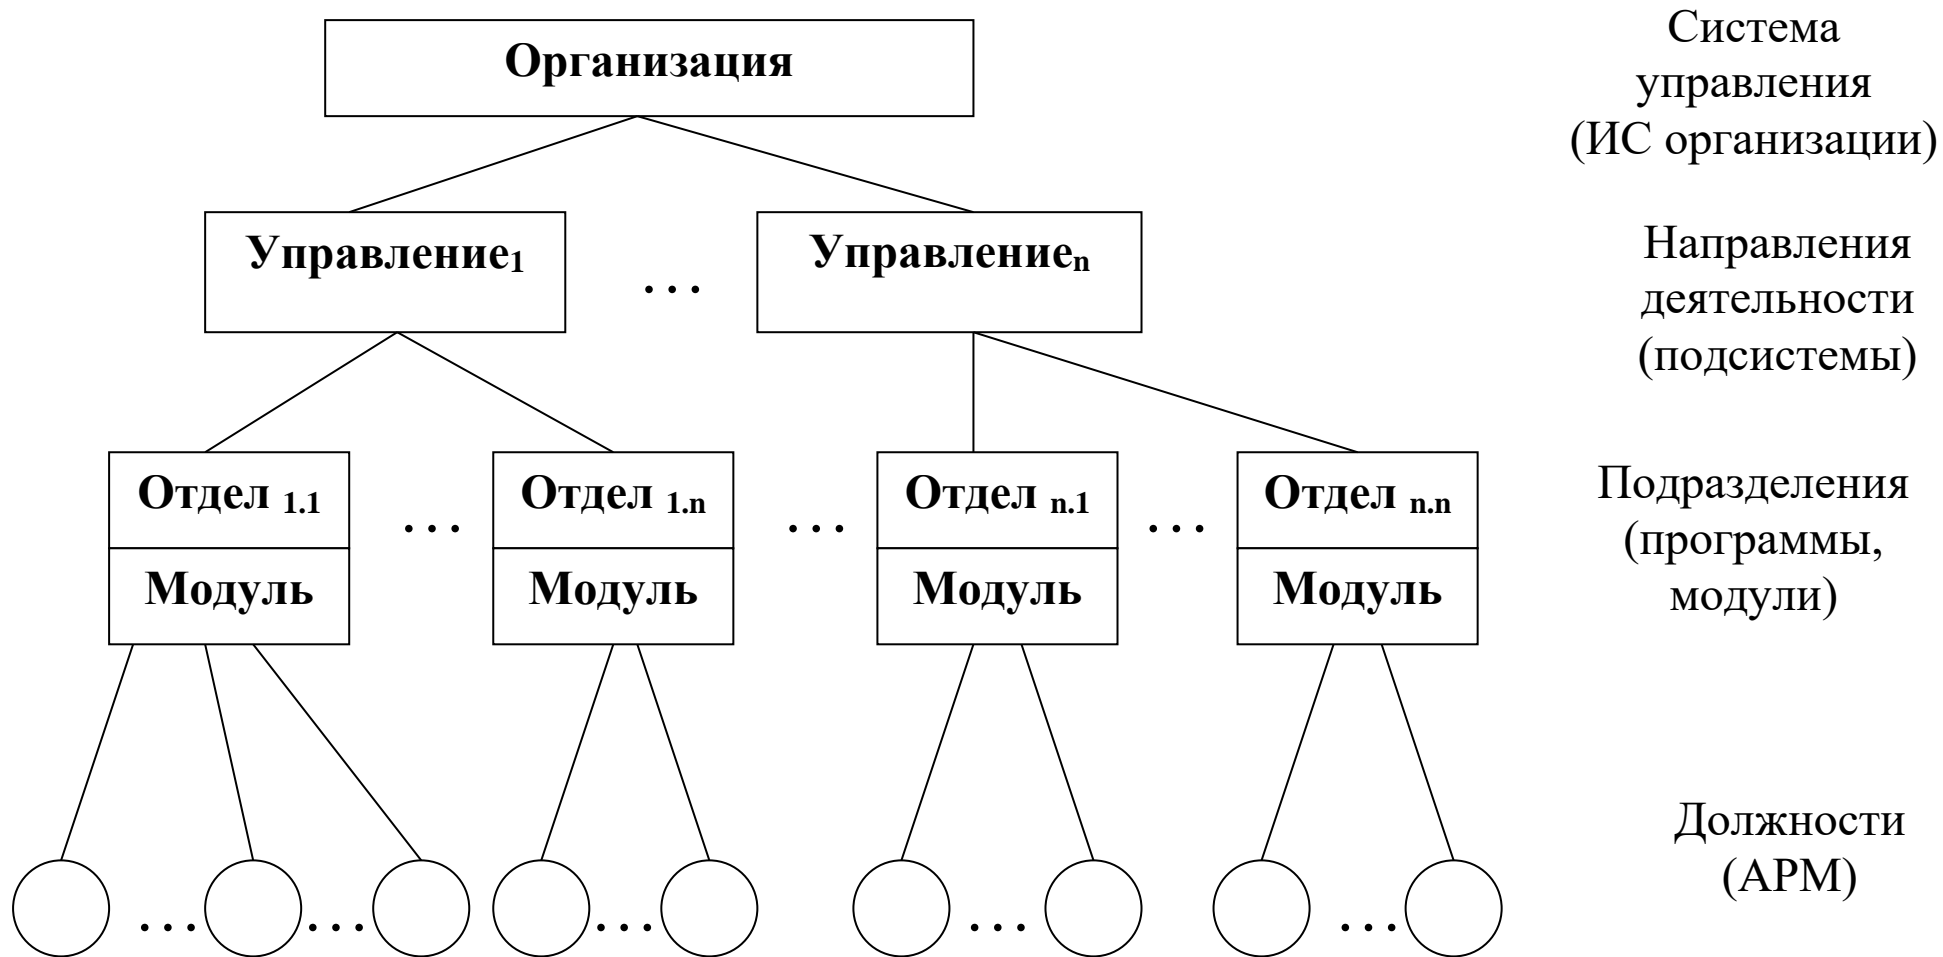 Организация
Система
управления
(ИС организации)
Управление1
...
Управлениеn
Направления
деятельности
(подсистемы)
Отдел 1.1
...
Отдел 1.n
...
Отдел n.1
...
Отдел n.n
Модуль
Модуль
Модуль
Модуль
Подразделения
(программы,
модули)
... ... ... ... ...
Должности
(АРМ)